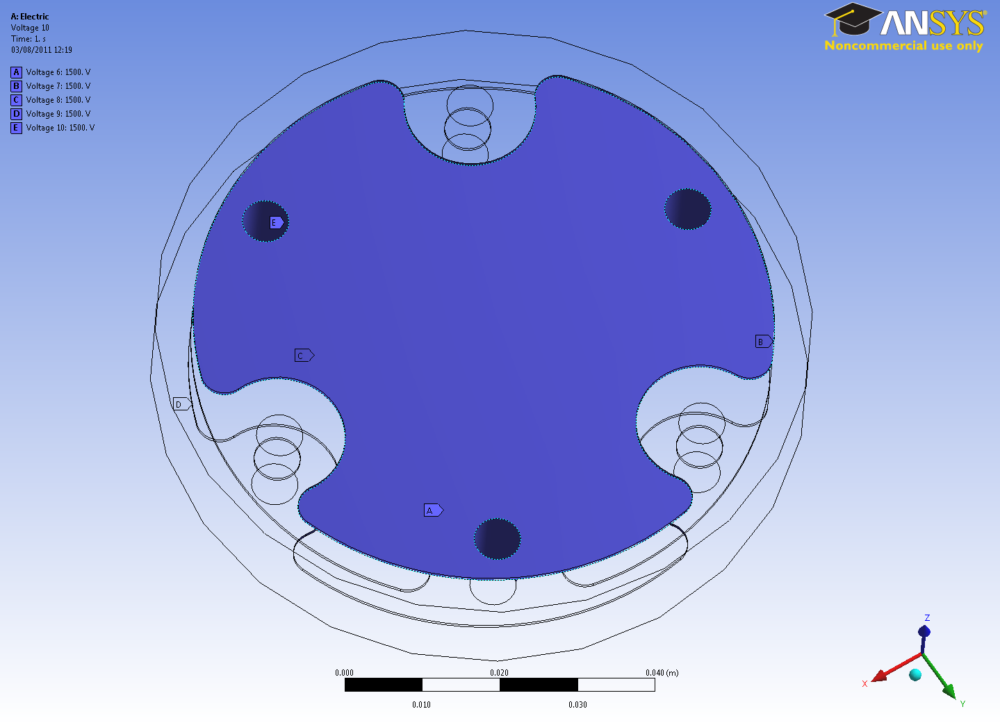 A: Electric
Voltage 10
Time: 1. s
03/08/2011 12:19
A Voltage 6: 1500. V
B Voltage 7: 1500. V
C Voltage 8: 1500. V
D Voltage 9: 1500. V
E Voltage 10: 1500. V
ANSYS®
Noncommercial use only
E
C
B
D
A
0.000 0.020 0.040 (m)
0.010 0.030
Z
X
Y